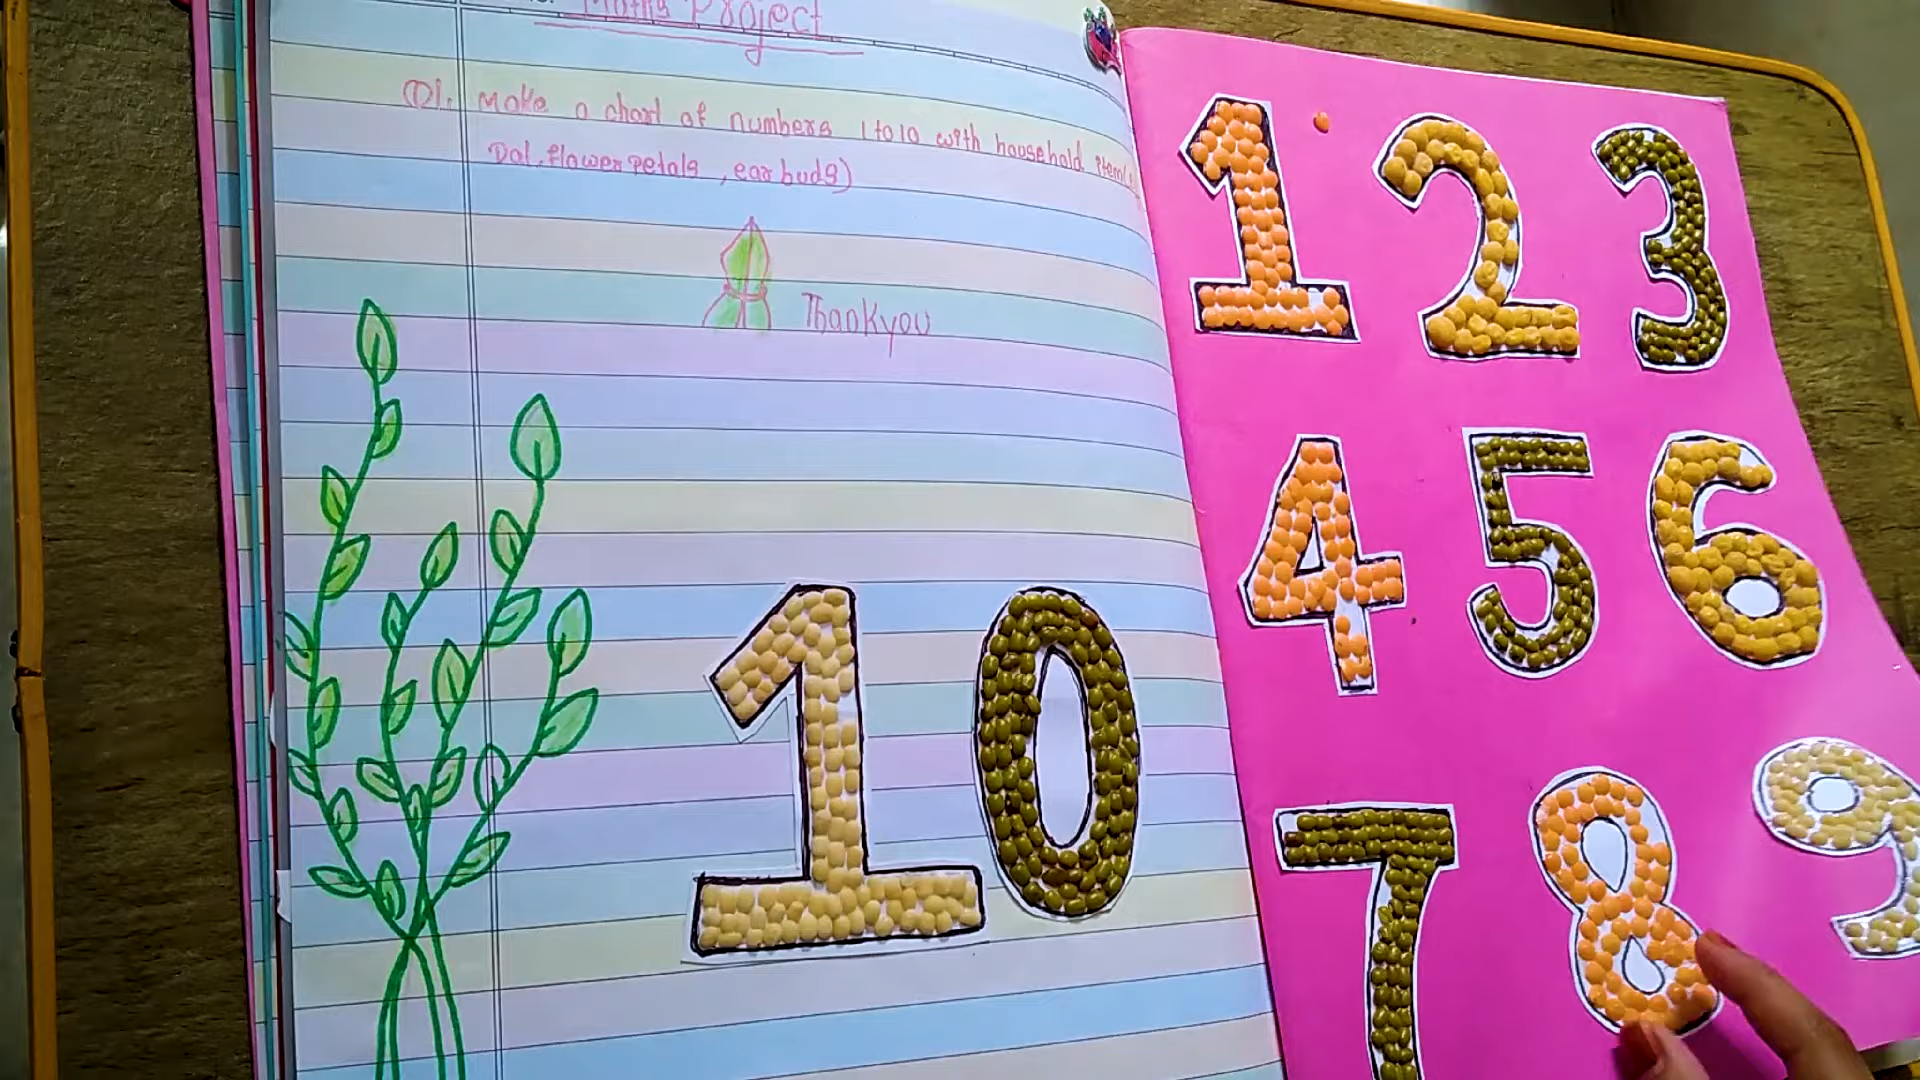 Maths Project
Q1. Make a chart of numbers 1 to 10 with household item(
Dal, flower petals, ear buds)
Thankyou
10
1 2 3
4 5 6
7 8 9